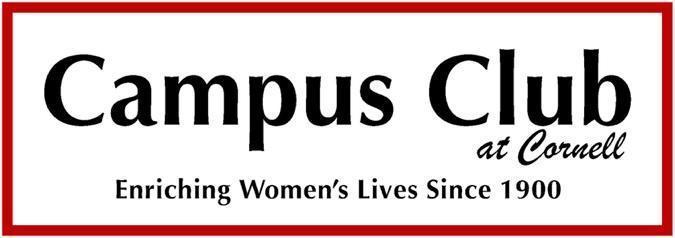 Campus Club
at Cornell
Enriching Women's Lives Since 1900